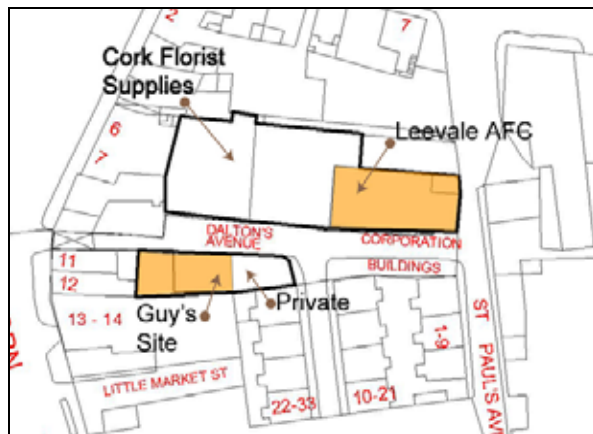 2
7
Cork Florist
Supplies
6
7
Leevale AFC
DALTON'S
AVENUE
CORPORATION
BUILDINGS
11
12
13 - 14
Guy's
Site
Private
LITTLE MARKET ST
22-33
10-21
1-9
ST PAUL'S AV